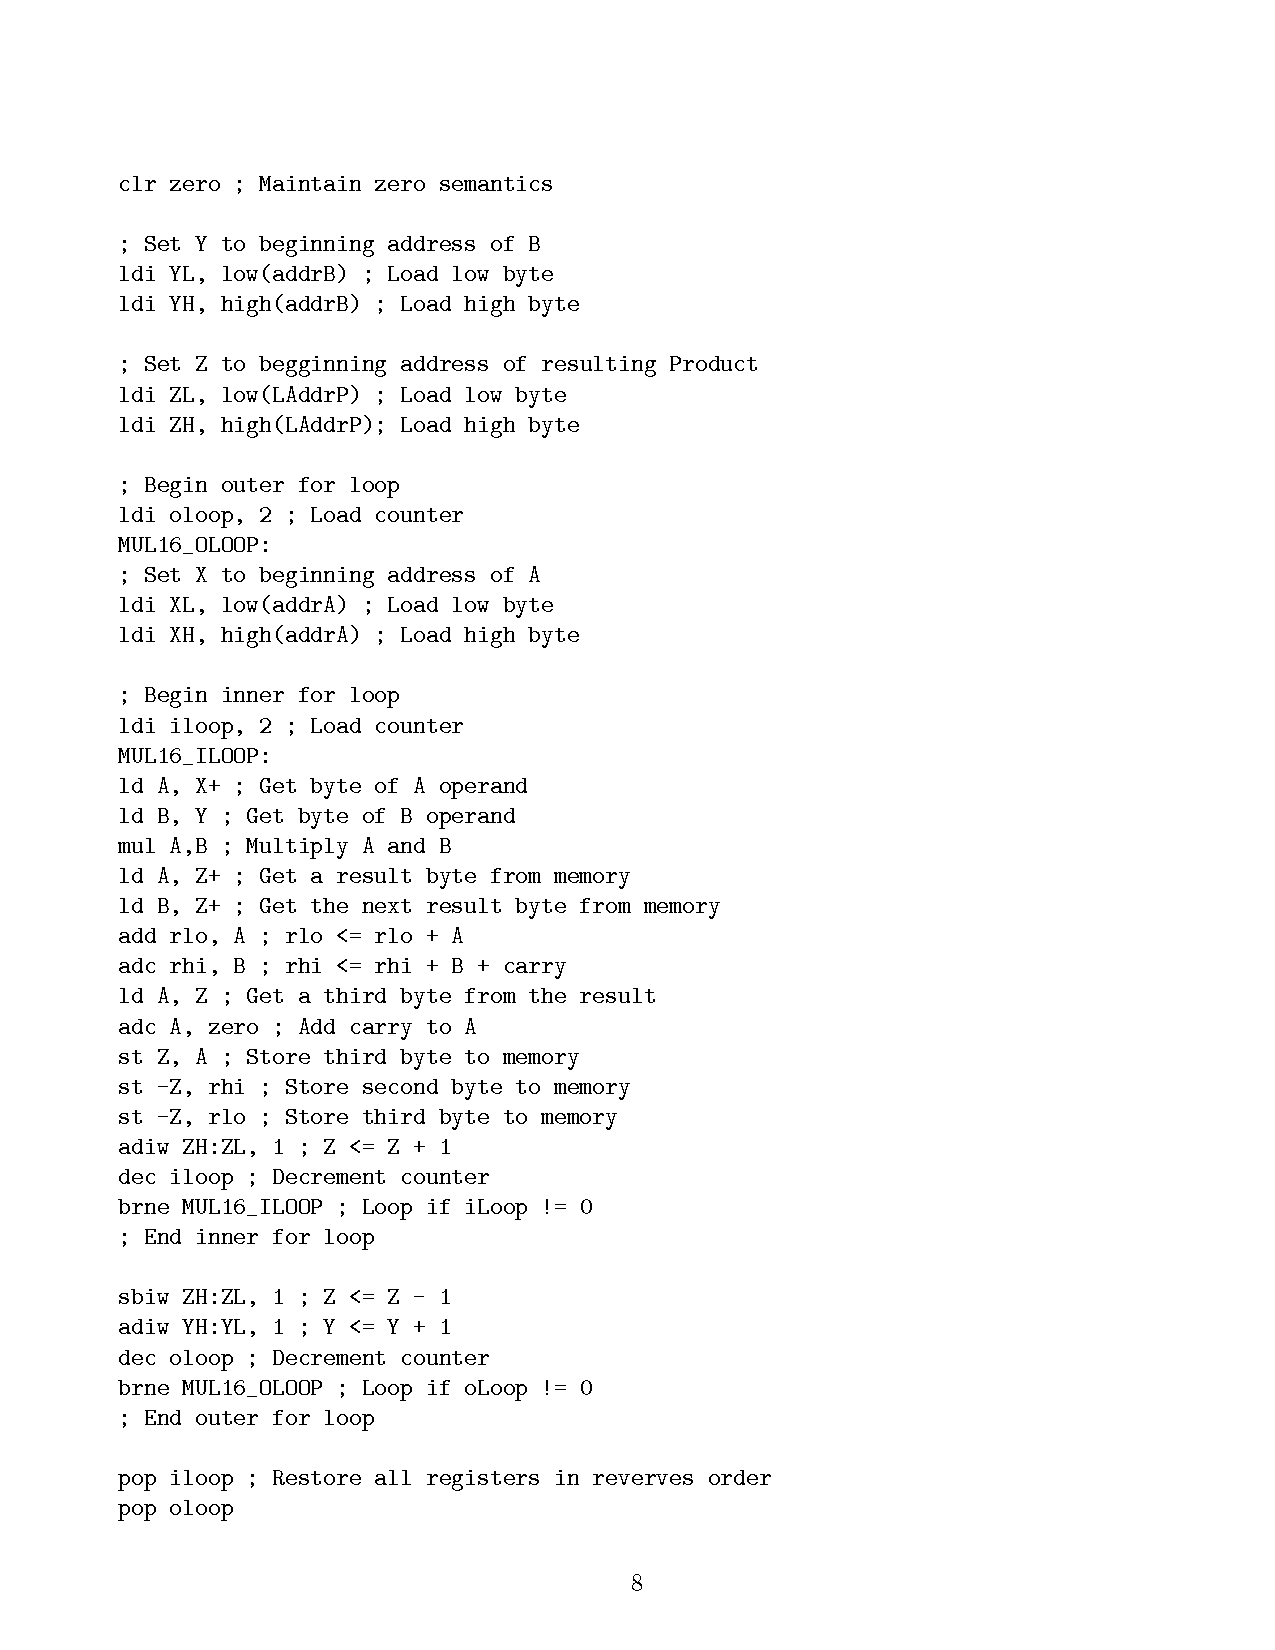 clr zero ; Maintain zero semantics
; Set Y to beginning address of B
ldi YL, low(addrB) ; Load low byte
ldi YH, high(addrB) ; Load high byte
; Set Z to begginning address of resulting Product
ldi ZL, low(LAddrP) ; Load low byte
ldi ZH, high(LAddrP); Load high byte
; Begin outer for loop
ldi oloop, 2 ; Load counter
MUL16_OLOOP:
; Set X to beginning address of A
ldi XL, low(addrA) ; Load low byte
ldi XH, high(addrA) ; Load high byte
; Begin inner for loop
ldi iloop, 2 ; Load counter
MUL16_ILOOP:
ld A, X+ ; Get byte of A operand
ld B, Y ; Get byte of B operand
mul A,B ; Multiply A and B
ld A, Z+ ; Get a result byte from memory
ld B, Z+ ; Get the next result byte from memory
add rlo, A ; rlo <= rlo + A
adc rhi, B ; rhi <= rhi + B + carry
ld A, Z ; Get a third byte from the result
adc A, zero ; Add carry to A
st Z, A ; Store third byte to memory
st -Z, rhi ; Store second byte to memory
st -Z, rlo ; Store third byte to memory
adiw ZH:ZL, 1 ; Z <= Z + 1
dec iloop ; Decrement counter
brne MUL16_ILOOP ; Loop if iLoop != 0
; End inner for loop
sbiw ZH:ZL, 1 ; Z <= Z - 1
adiw YH:YL, 1 ; Y <= Y + 1
dec oloop ; Decrement counter
brne MUL16_OLOOP ; Loop if oLoop != 0
; End outer for loop
pop iloop ; Restore all registers in reverves order
pop oloop
8